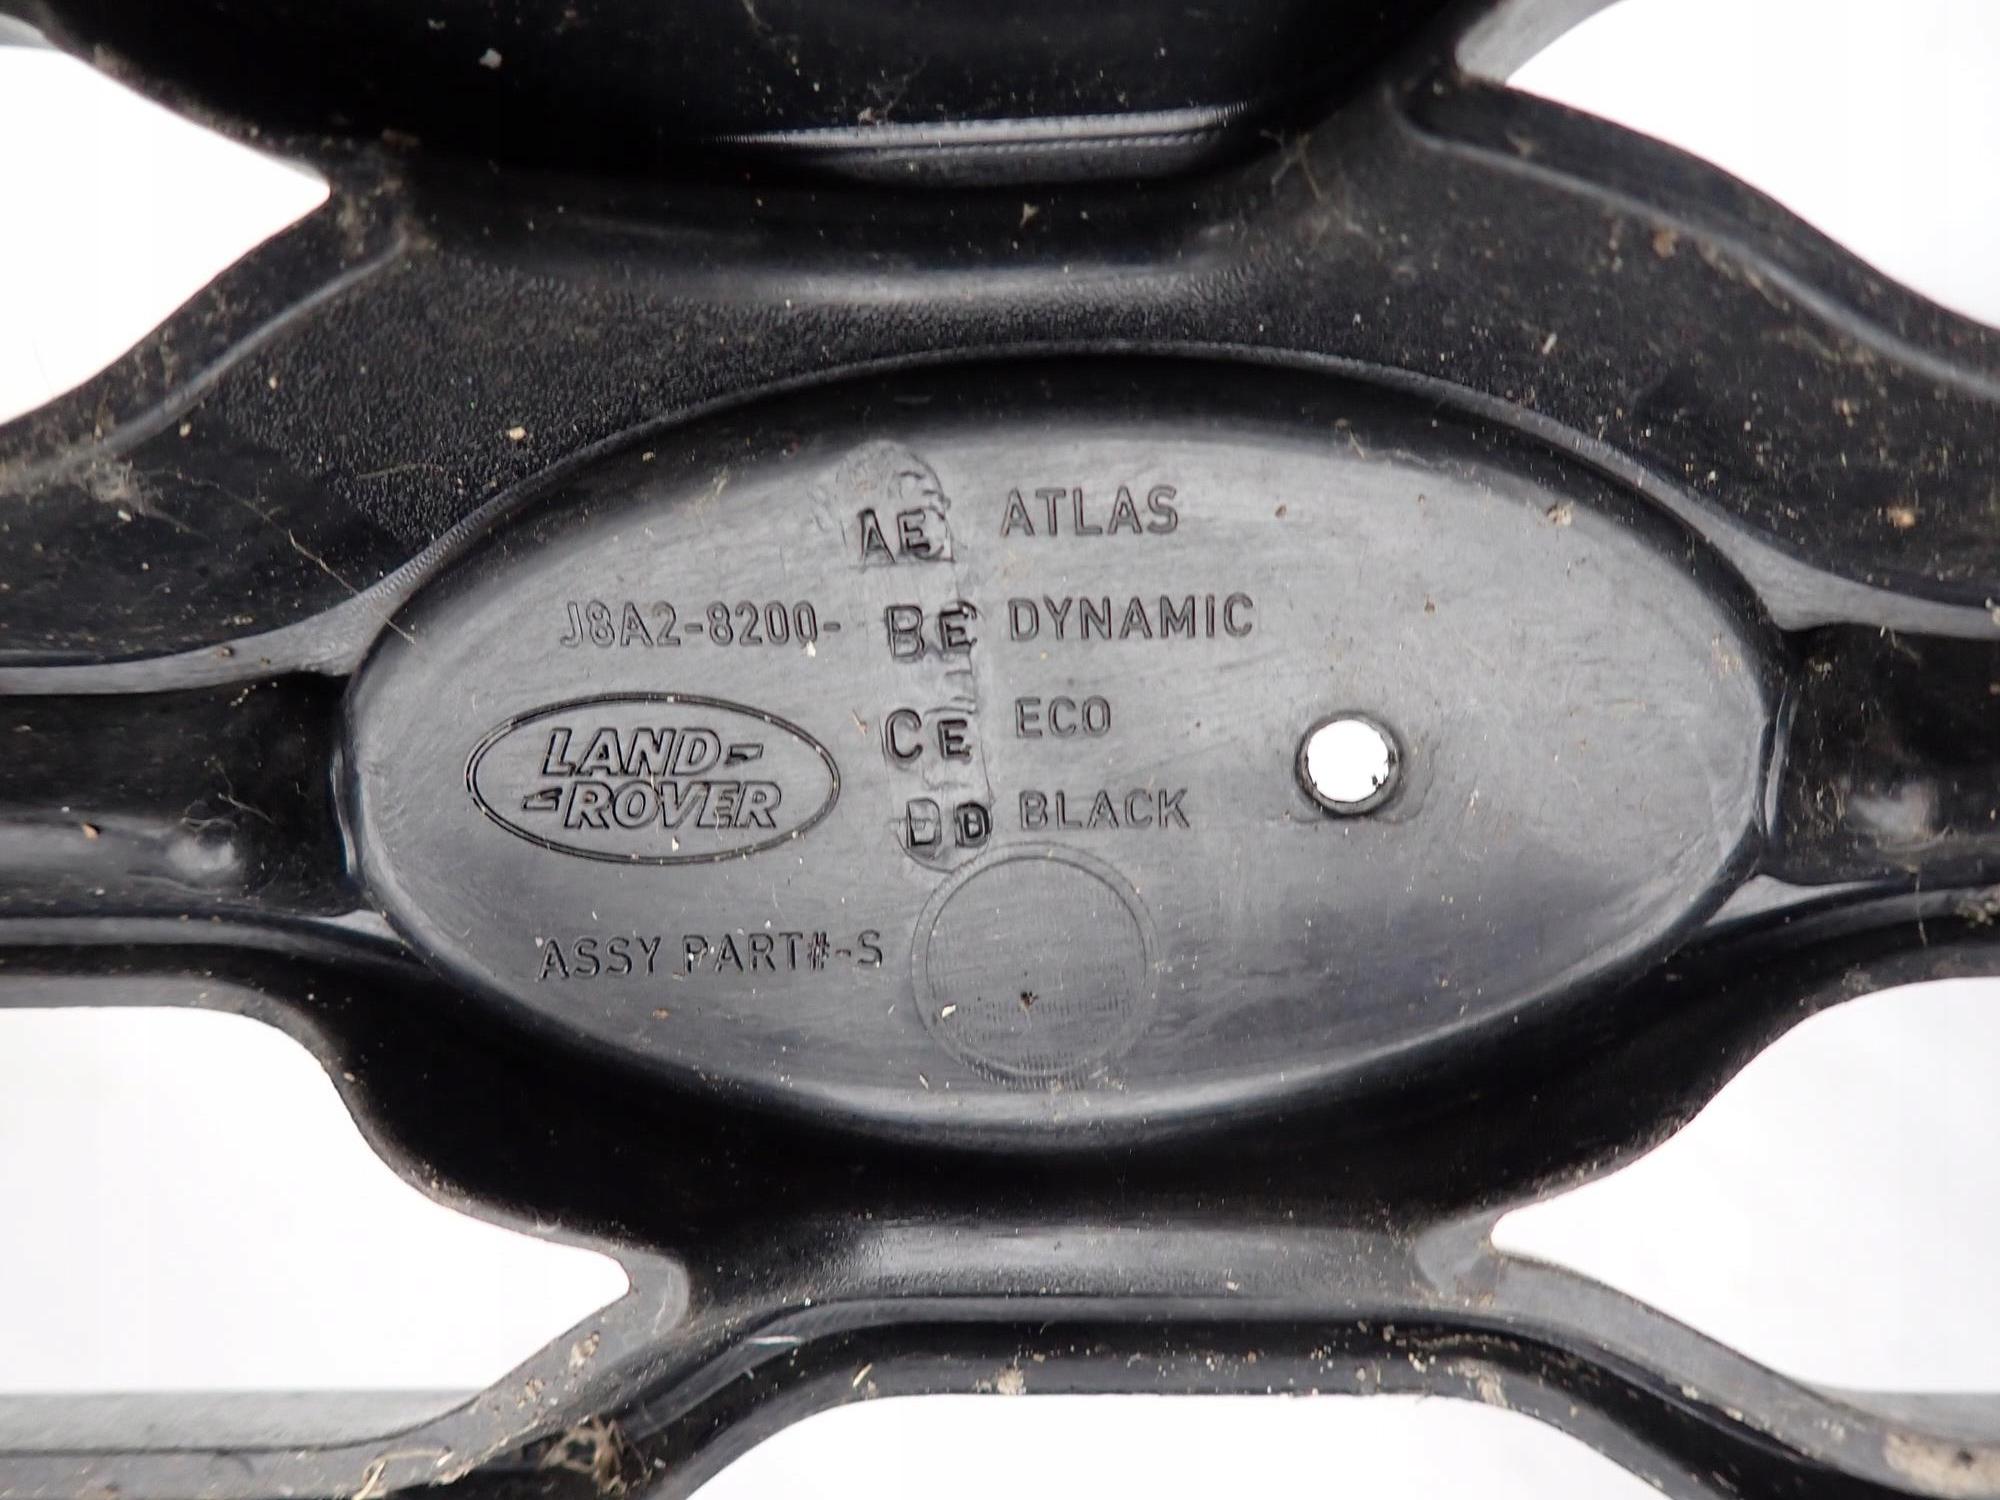 AE ATLAS
J8A2-8200- BE DYNAMIC
CE ECO
LAND-
-ROVER
DD BLACK
ASSY PART#-S